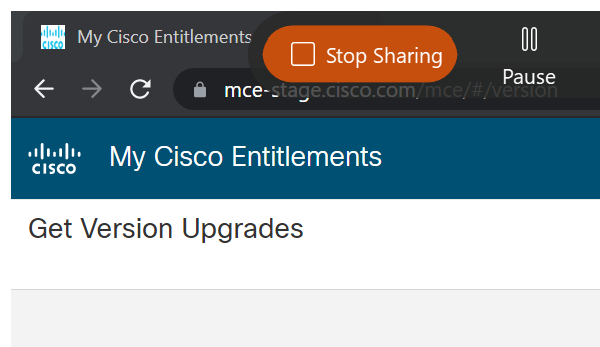 My Cisco Entitlements
Stop Sharing
Pause
mce-stage.cisco.com/mce/#/version
CISCO
My Cisco Entitlements
Get Version Upgrades